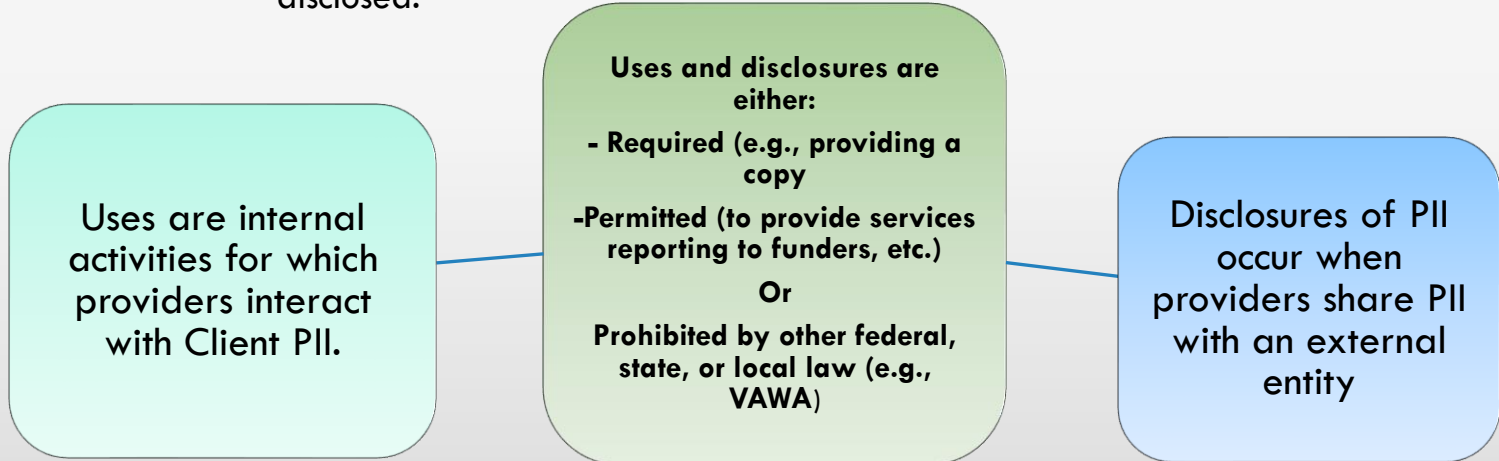 disclosed.
Uses are internal
activities for which
providers interact
with Client PII.
Uses and disclosures are
either:
- Required (e.g., providing a
copy
-Permitted (to provide services
reporting to funders, etc.)
Or
Prohibited by other federal,
state, or local law (e.g.,
VAWA)
Disclosures of PII
occur when
providers share PII
with an external
entity